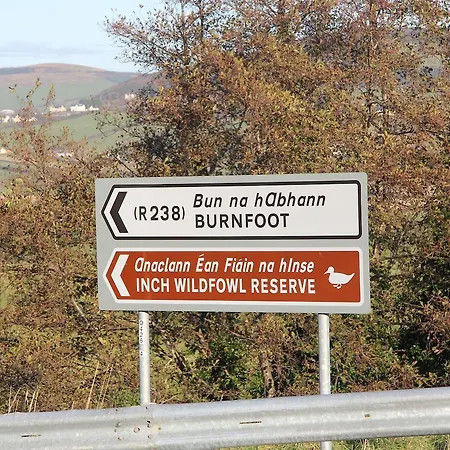 Bun na hAbhann
(R238) BURNFOOT
Anaclann Éan Fiáin na hInse
INCH WILDFOWL RESERVE